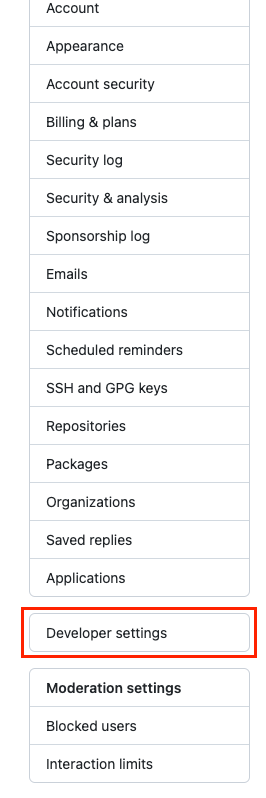 Account
Appearance
Account security
Billing & plans
Security log
Security & analysis
Sponsorship log
Emails
Notifications
Scheduled reminders
SSH and GPG keys
Repositories
Packages
Organizations
Saved replies
Applications
Developer settings
Moderation settings
Blocked users
Interaction limits